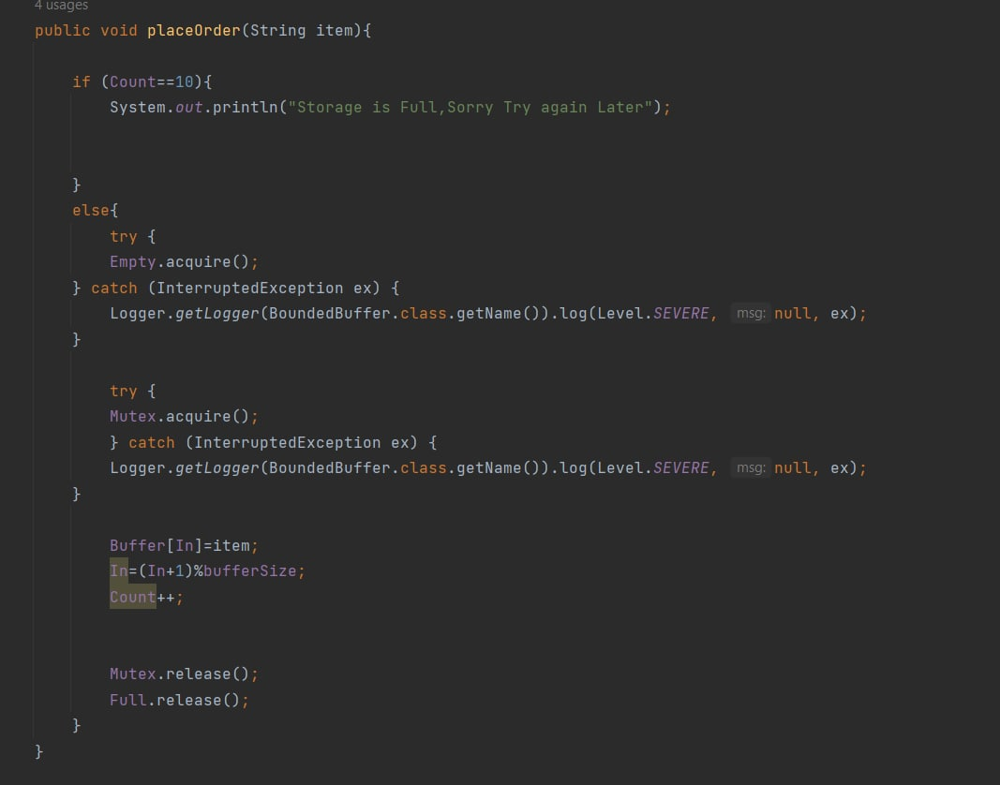 4 usages
public void placeOrder(String item){
if (Count==10){
System.out.println("Storage is Full,Sorry Try again Later");
}
else{
try {
Empty.acquire();
} catch (InterruptedException ex) {
Logger.getLogger(BoundedBuffer.class.getName()).log(Level.SEVERE, msg: null, ex);
}
try {
Mutex.acquire();
} catch (InterruptedException ex) {
Logger.getLogger(BoundedBuffer.class.getName()).log(Level.SEVERE, msg: null, ex);
}
Buffer[In]=item;
In=(In+1)%bufferSize;
Count++;
Mutex.release();
Full.release();
}
}